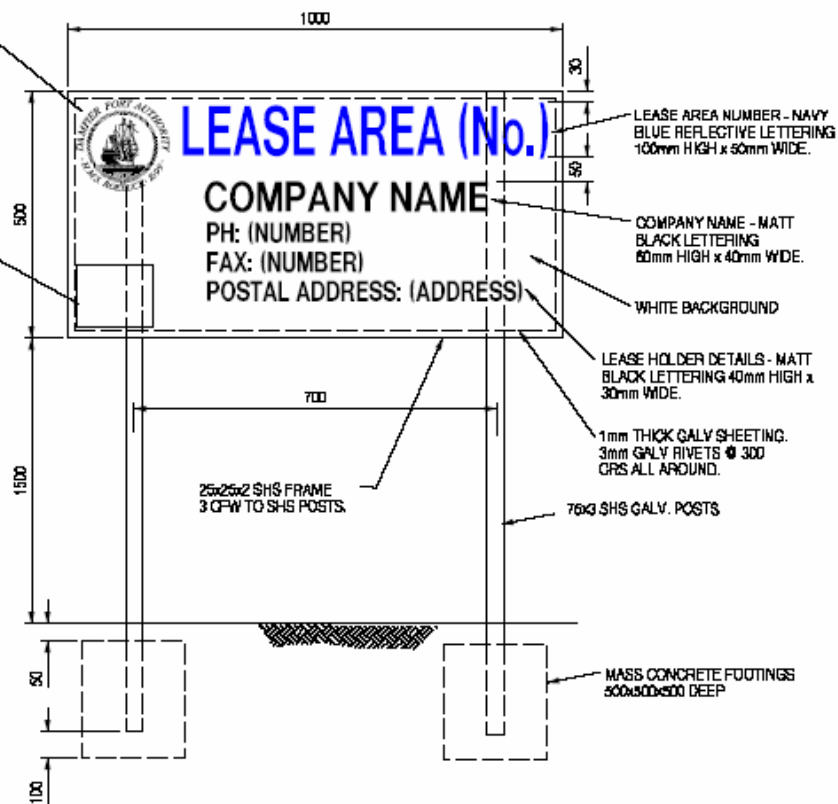 1000
30
DAMPIER PORT AUTHORITY
LEASE AREA (No.)
LEASE AREA NUMBER - NAVY
BLUE REFLECTIVE LETTERING
100mm HIGH x 50mm WIDE.
50
500
COMPANY NAME
COMPANY NAME - MATT
BLACK LETTERING
60mm HIGH x 40mm WIDE.
PH: (NUMBER)
FAX: (NUMBER)
POSTAL ADDRESS: (ADDRESS)
WHITE BACKGROUND
LEASE HOLDER DETAILS - MATT
BLACK LETTERING 40mm HIGH x
30mm WIDE.
700
1mm THICK GALV SHEETING.
3mm GALV RIVETS @ 300
CRS ALL AROUND.
1500
25x25x2 SHS FRAME
3 CFW TO SHS POSTS.
76x3 SHS GALV. POSTS
50
MASS CONCRETE FOOTINGS
500x500x500 DEEP
100